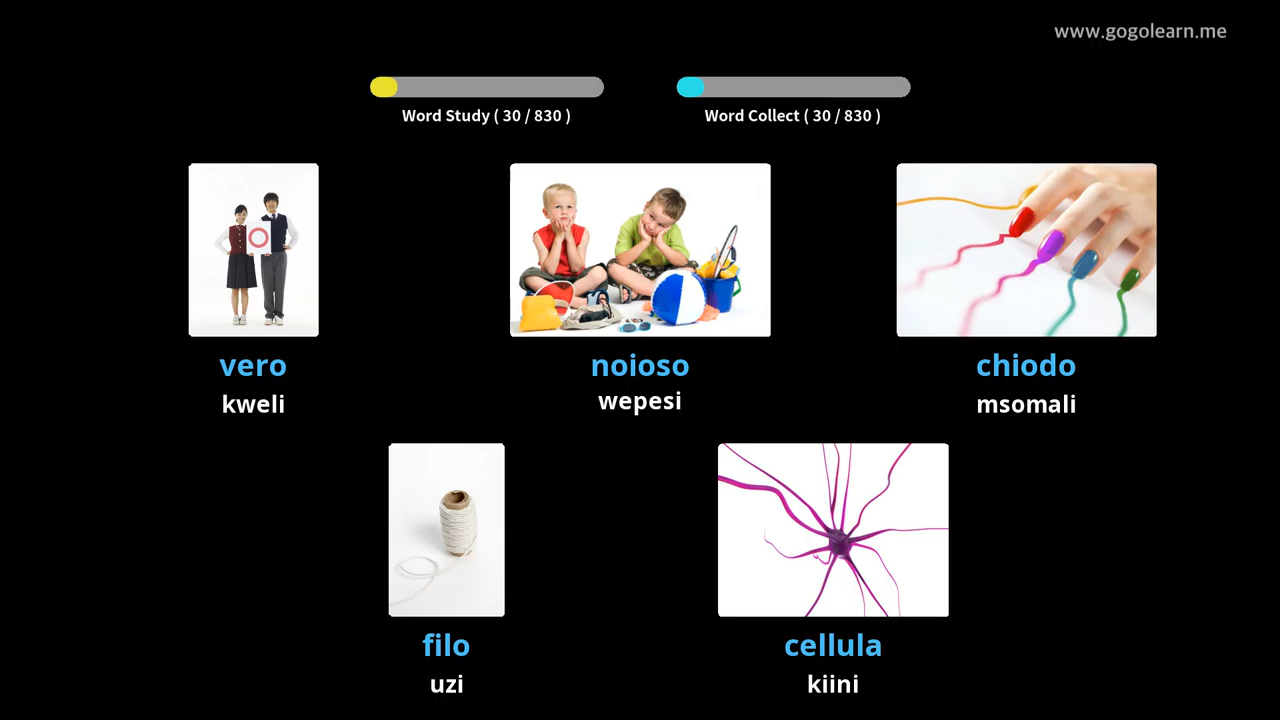 www.gogolearn.me
Word Study ( 30 / 830 )
Word Collect ( 30 / 830 )
vero
kweli
noioso
wepesi
chiodo
msomali
filo
uzi
cellula
kiini